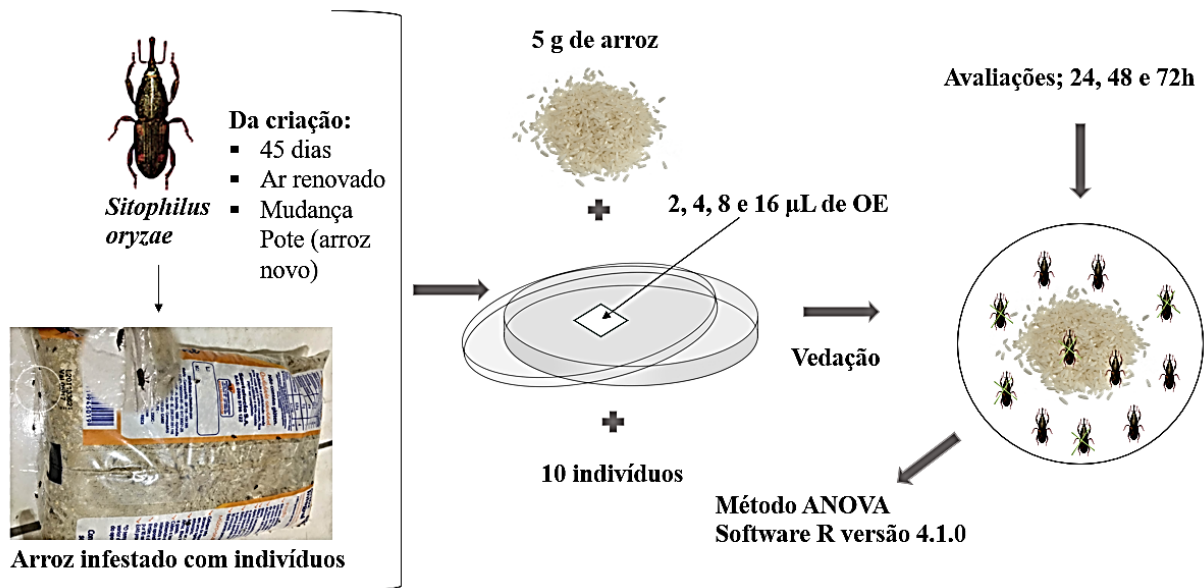 Da criação:
▪ 45 dias
▪ Ar renovado
▪ Mudança
Pote (arroz
novo)
Sitophilus
oryzae
Arroz infestado com indivíduos
5 g de arroz
2, 4, 8 e 16 μL de OE
10 indivíduos
Vedação
Avaliações; 24, 48 e 72h
Método ANOVA
Software R versão 4.1.0